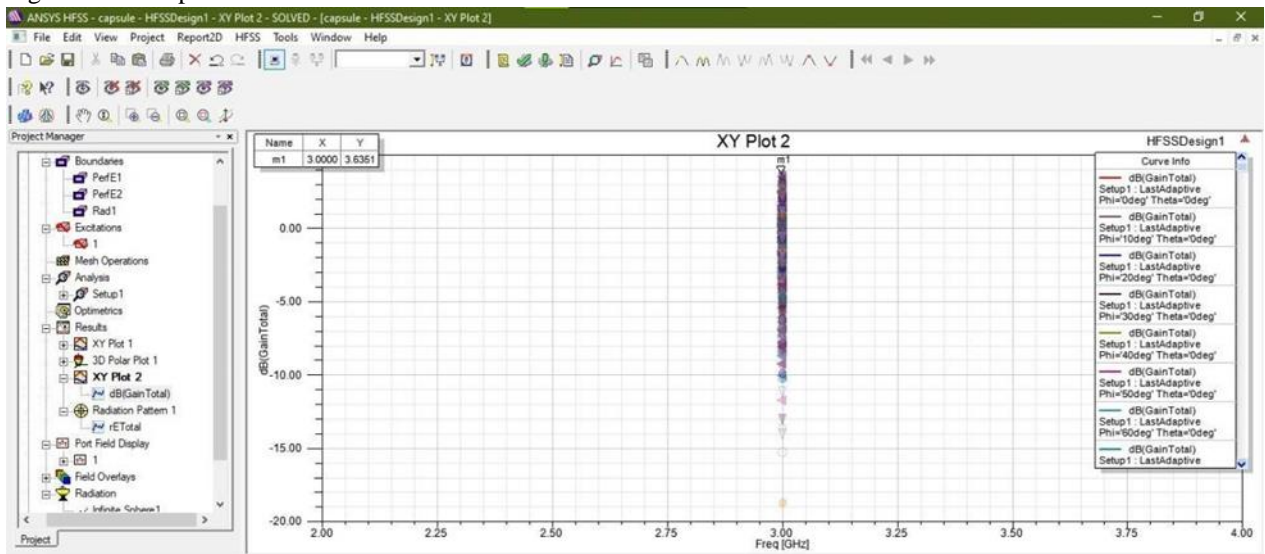 ANSYS HFSS - capsule - HFSSDesign1 - XY Plot 2 - SOLVED - [capsule - HFSSDesign1 - XY Plot 2]
File Edit View Project Report2D HFSS Tools Window Help
Project Manager
Boundaries
PerfE1
PerfE2
Rad1
Excitations
1
Mesh Operations
Analysis
Setup1
Optimetrics
Results
XY Plot 1
3D Polar Plot 1
XY Plot 2
dB(GainTotal)
Radiation Pattern 1
rETotal
Port Field Display
1
Field Overlays
Radiation
Infinite Sphere1
Project
Name X Y
m1 3.0000 3.6351
XY Plot 2
HFSSDesign1
m1
dB(GainTotal)
0.00
-5.00
-10.00
-15.00
-20.00
2.00 2.25 2.50 2.75 3.00 3.25 3.50 3.75 4.00
Freq [GHz]
Curve Info
dB(GainTotal)
Setup1 : LastAdaptive
Phi='0deg' Theta='0deg'
dB(GainTotal)
Setup1 : LastAdaptive
Phi='10deg' Theta='0deg'
dB(GainTotal)
Setup1 : LastAdaptive
Phi='20deg' Theta='0deg'
dB(GainTotal)
Setup1 : LastAdaptive
Phi='30deg' Theta='0deg'
dB(GainTotal)
Setup1 : LastAdaptive
Phi='40deg' Theta='0deg'
dB(GainTotal)
Setup1 : LastAdaptive
Phi='50deg' Theta='0deg'
dB(GainTotal)
Setup1 : LastAdaptive
Phi='60deg' Theta='0deg'
dB(GainTotal)
Setup1 : LastAdaptive